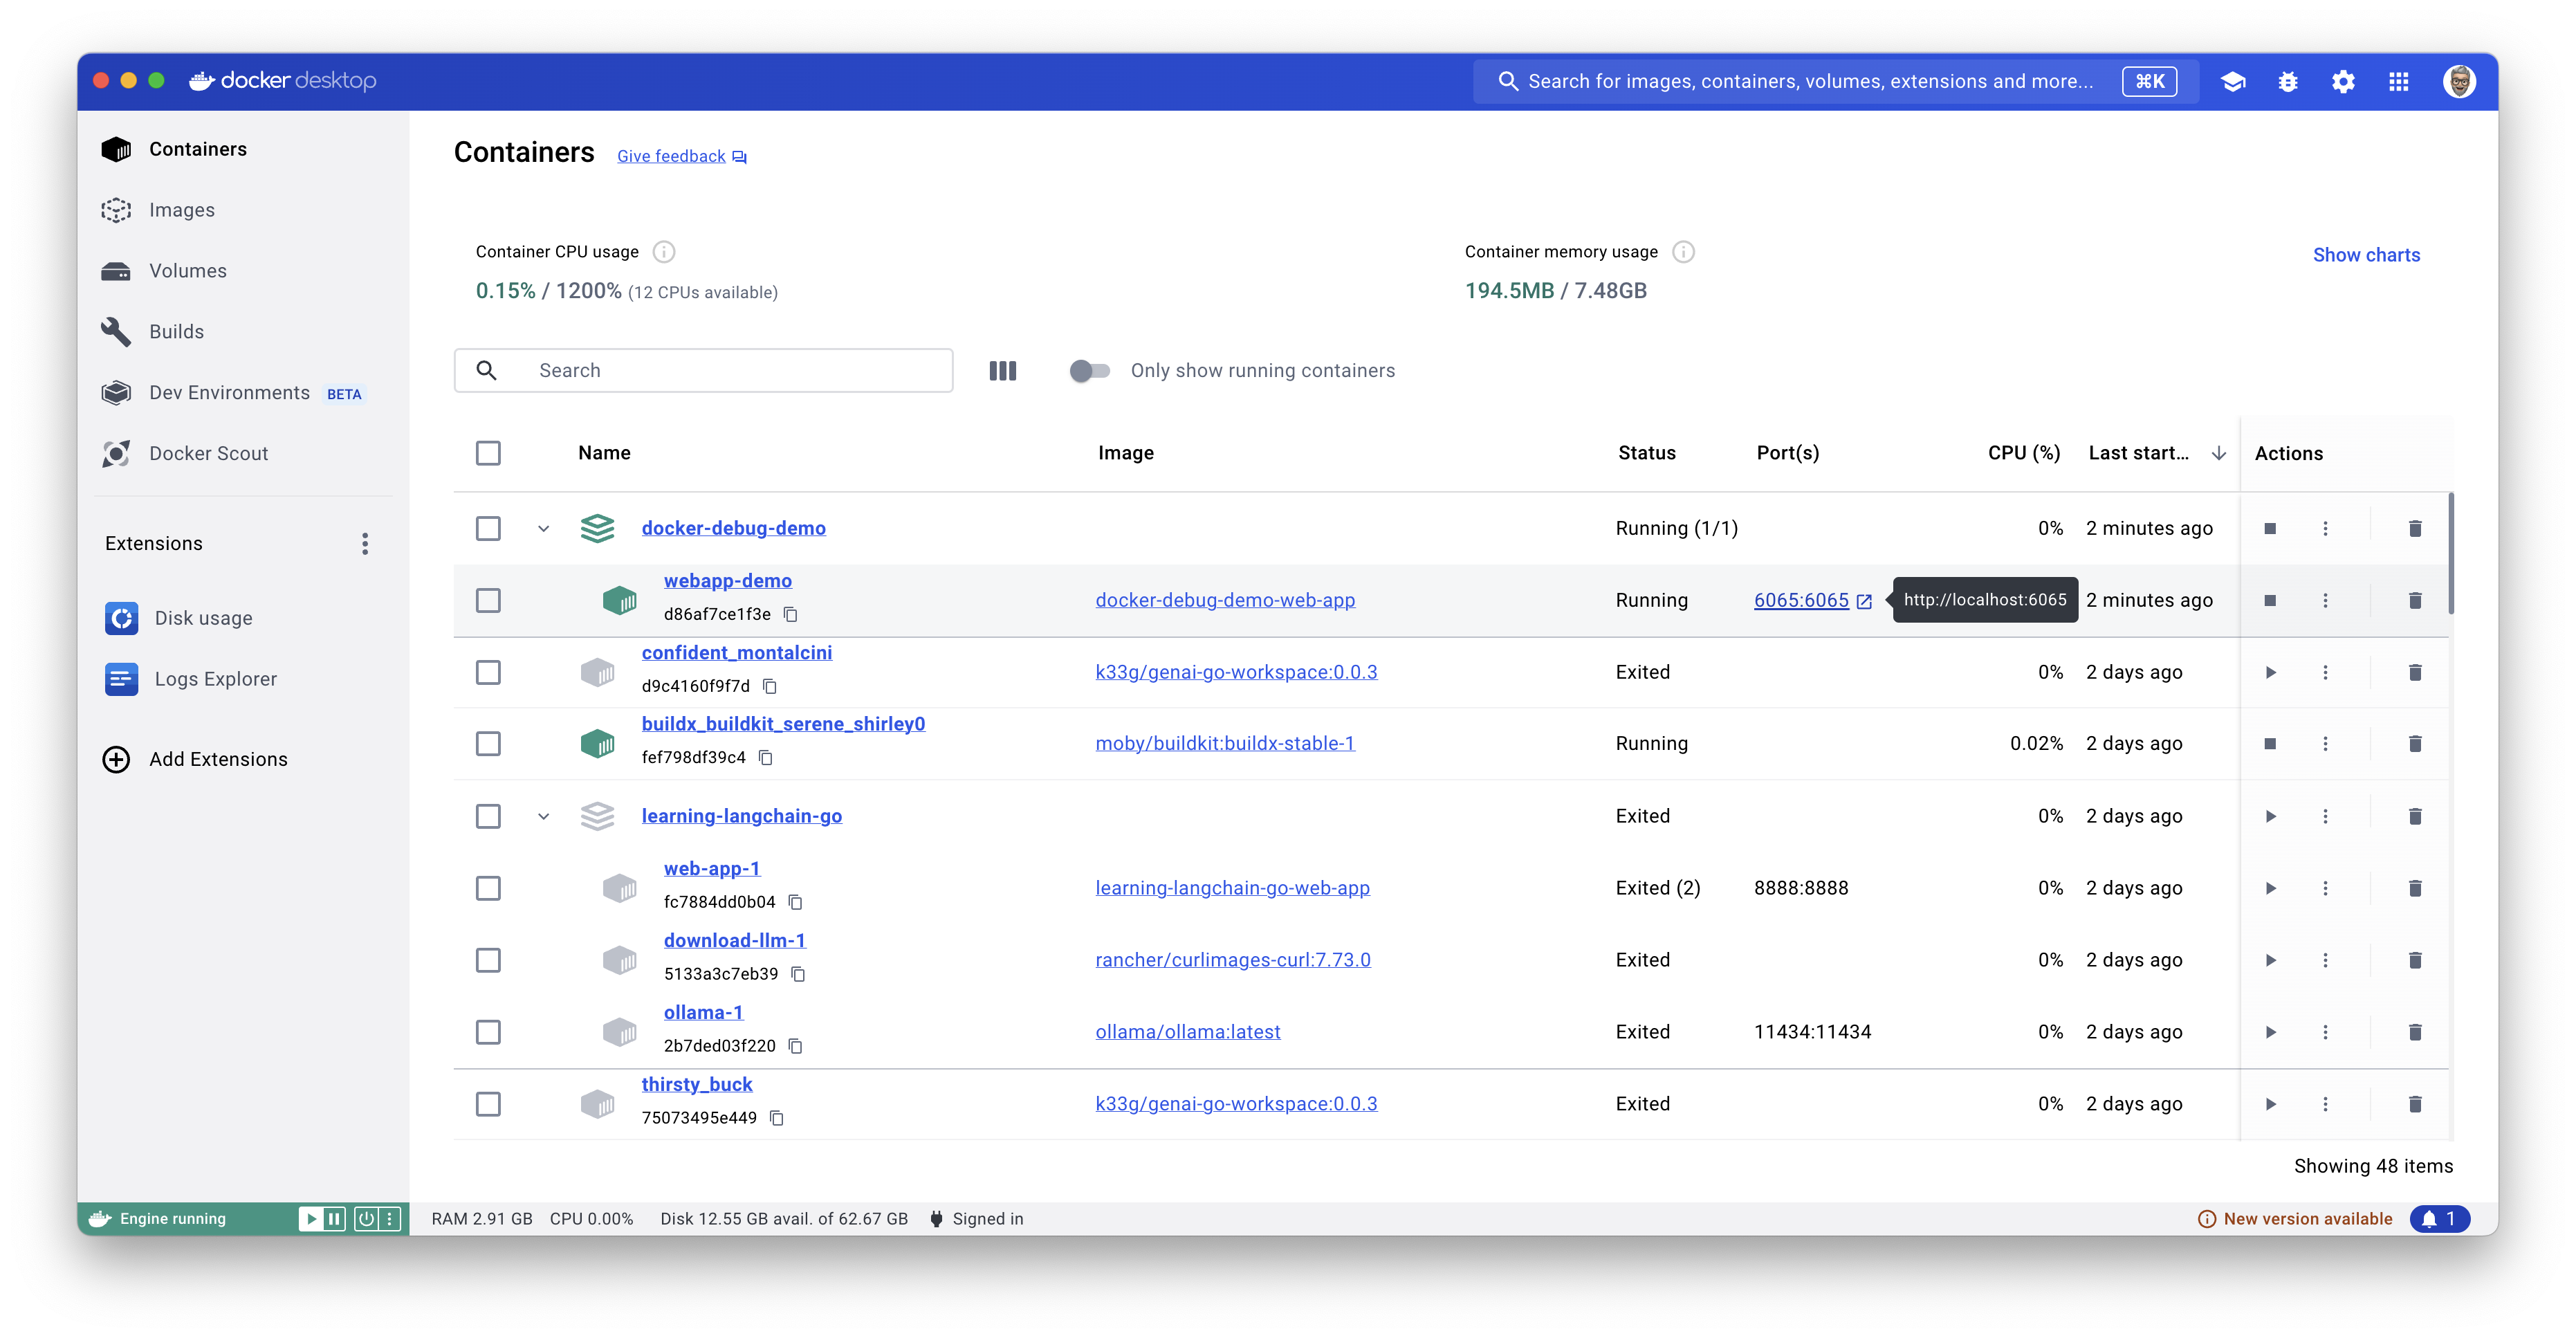 docker desktop
Search for images, containers, volumes, extensions and more... ⌘K
Containers
Images
Volumes
Builds
Dev Environments BETA
Docker Scout
Extensions
Disk usage
Logs Explorer
Add Extensions
Containers Give feedback
Container CPU usage
0.15% / 1200% (12 CPUs available)
Container memory usage
194.5MB / 7.48GB
Show charts
Search
Only show running containers
Name Image Status Port(s) CPU (%) Last start... Actions
docker-debug-demo Running (1/1) 0% 2 minutes ago
webapp-demo
d86af7ce1f3e docker-debug-demo-web-app Running 6065:6065 http://localhost:6065 2 minutes ago
confident_montalcini
d9c4160f9f7d k33g/genai-go-workspace:0.0.3 Exited 0% 2 days ago
buildx_buildkit_serene_shirley0
fef798df39c4 moby/buildkit:buildx-stable-1 Running 0.02% 2 days ago
learning-langchain-go Exited 0% 2 days ago
web-app-1
fc7884dd0b04 learning-langchain-go-web-app Exited (2) 8888:8888 0% 2 days ago
download-llm-1
5133a3c7eb39 rancher/curlimages-curl:7.73.0 Exited 0% 2 days ago
ollama-1
2b7ded03f220 ollama/ollama:latest Exited 11434:11434 0% 2 days ago
thirsty_buck
75073495e449 k33g/genai-go-workspace:0.0.3 Exited 0% 2 days ago
Showing 48 items
Engine running RAM 2.91 GB CPU 0.00% Disk 12.55 GB avail. of 62.67 GB Signed in New version available 1